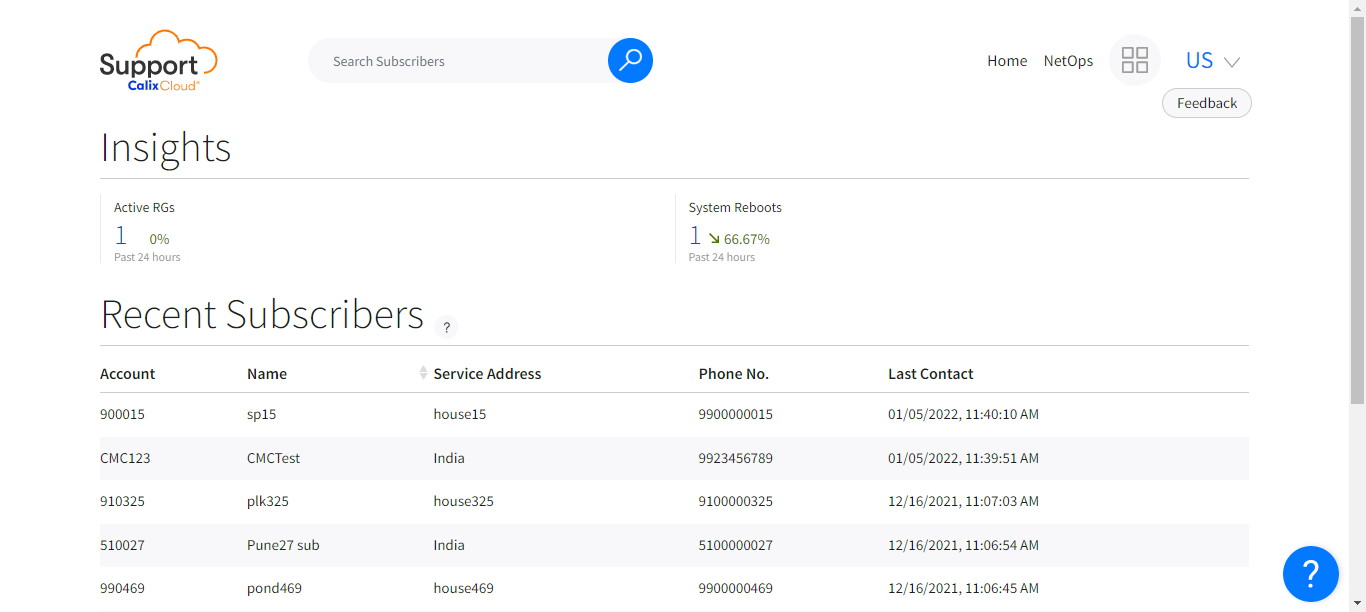 Support
CalixCloud®
Search Subscribers
Home NetOps US
Feedback
Insights
Active RGs
1 0%
Past 24 hours
System Reboots
1 66.67%
Past 24 hours
Recent Subscribers ?
Account Name Service Address Phone No. Last Contact
900015 sp15 house15 9900000015 01/05/2022, 11:40:10 AM
CMC123 CMCTest India 9923456789 01/05/2022, 11:39:51 AM
910325 plk325 house325 9100000325 12/16/2021, 11:07:03 AM
510027 Pune27 sub India 5100000027 12/16/2021, 11:06:54 AM
990469 pond469 house469 9900000469 12/16/2021, 11:06:45 AM
?